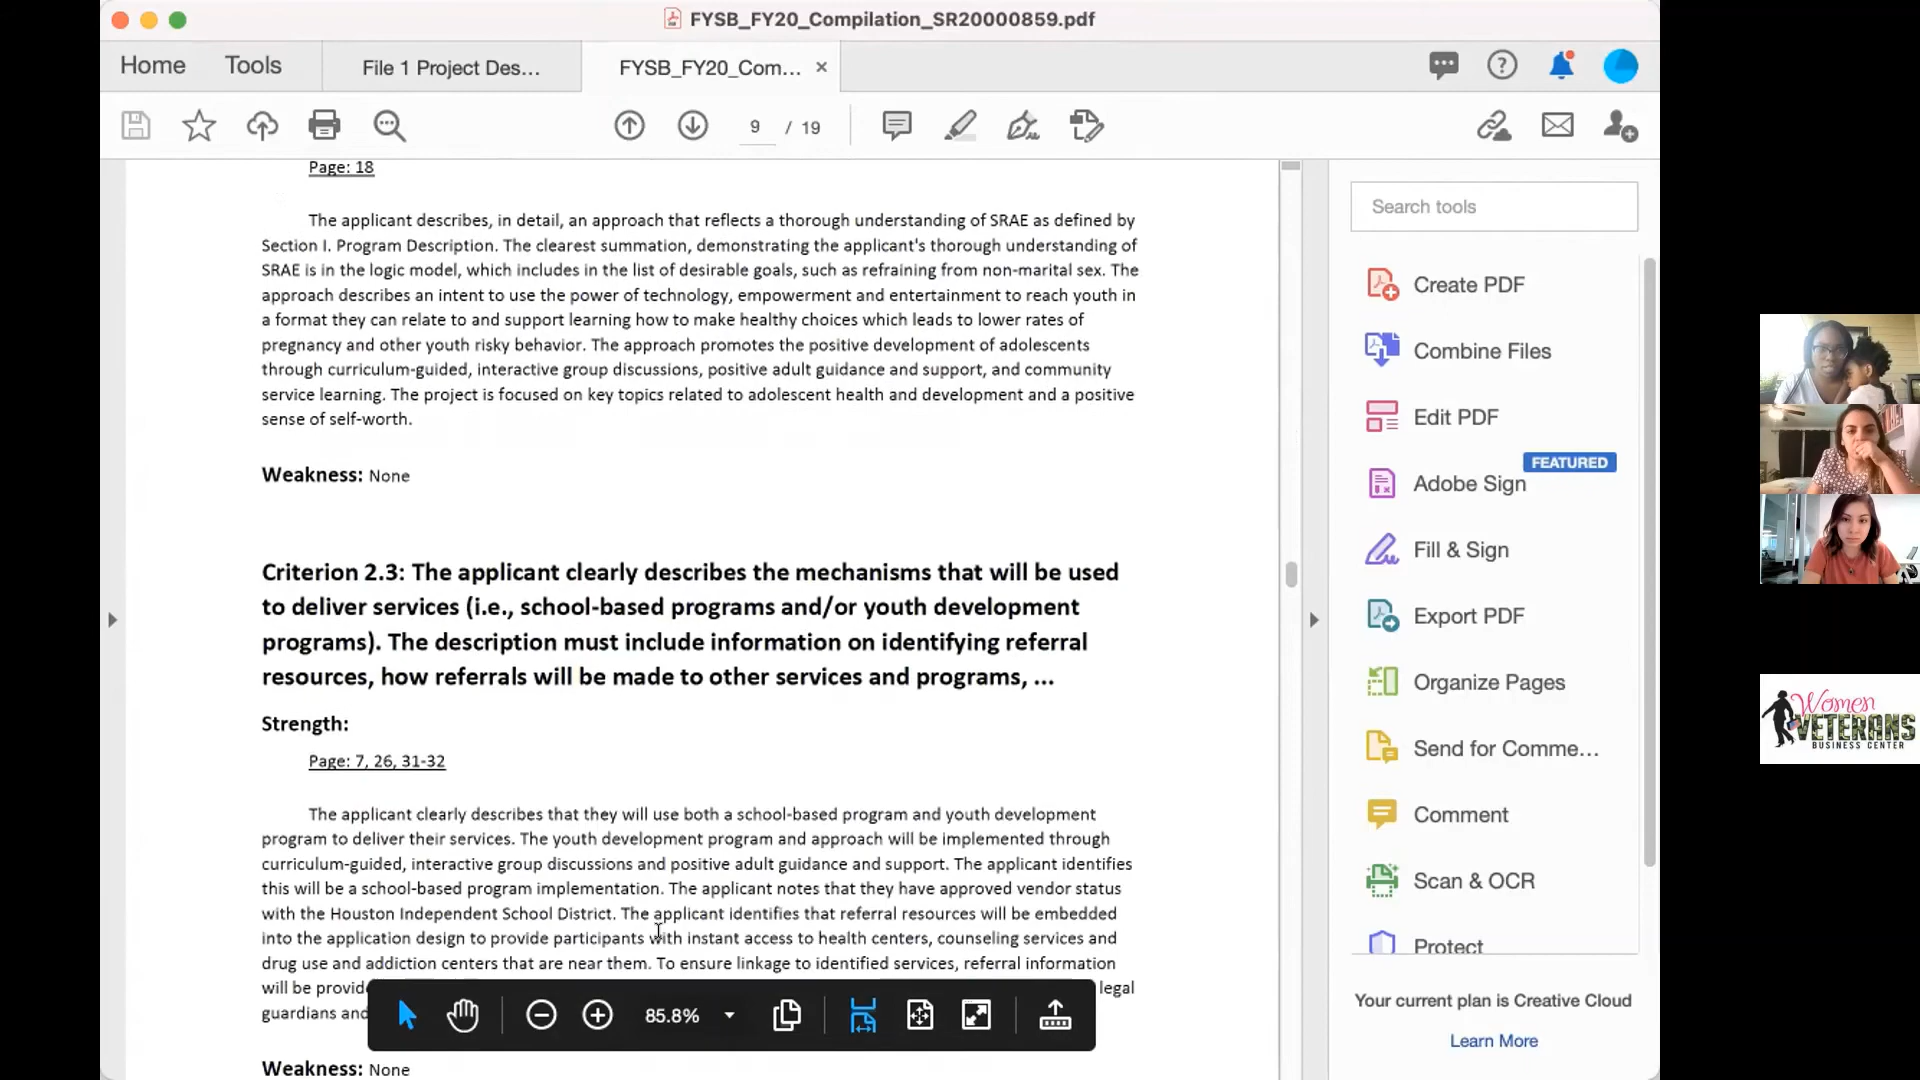 FYSB_FY20_Compilation_SR20000859.pdf
Home
Tools
File 1 Project Des...
FYSB_FY20_Com...
9 / 19
Page: 18
The applicant describes, in detail, an approach that reflects a thorough understanding of SRAE as defined by
Section I. Program Description. The clearest summation, demonstrating the applicant's thorough understanding of
SRAE is in the logic model, which includes in the list of desirable goals, such as refraining from non-marital sex. The
approach describes an intent to use the power of technology, empowerment and entertainment to reach youth in
a format they can relate to and support learning how to make healthy choices which leads to lower rates of
pregnancy and other youth risky behavior. The approach promotes the positive development of adolescents
through curriculum-guided, interactive group discussions, positive adult guidance and support, and community
service learning. The project is focused on key topics related to adolescent health and development and a positive
sense of self-worth.
Weakness: None
Criterion 2.3: The applicant clearly describes the mechanisms that will be used
to deliver services (i.e., school-based programs and/or youth development
programs). The description must include information on identifying referral
resources, how referrals will be made to other services and programs, ...
Strength:
Page: 7, 26, 31-32
The applicant clearly describes that they will use both a school-based program and youth development
program to deliver their services. The youth development program and approach will be implemented through
curriculum-guided, interactive group discussions and positive adult guidance and support. The applicant identifies
this will be a school-based program implementation. The applicant notes that they have approved vendor status
with the Houston Independent School District. The applicant identifies that referral resources will be embedded
into the application design to provide participants with instant access to health centers, counseling services and
drug use and addiction centers that are near them. To ensure linkage to identified services, referral information
will be legal
guardians and
Weakness: None
85.8%
Search tools
Create PDF
Combine Files
Edit PDF
FEATURED
Adobe Sign
Fill & Sign
Export PDF
Organize Pages
Send for Comme...
Comment
Scan & OCR
Protect
Your current plan is Creative Cloud
Learn More
Women
VETERANS
BUSINESS CENTER